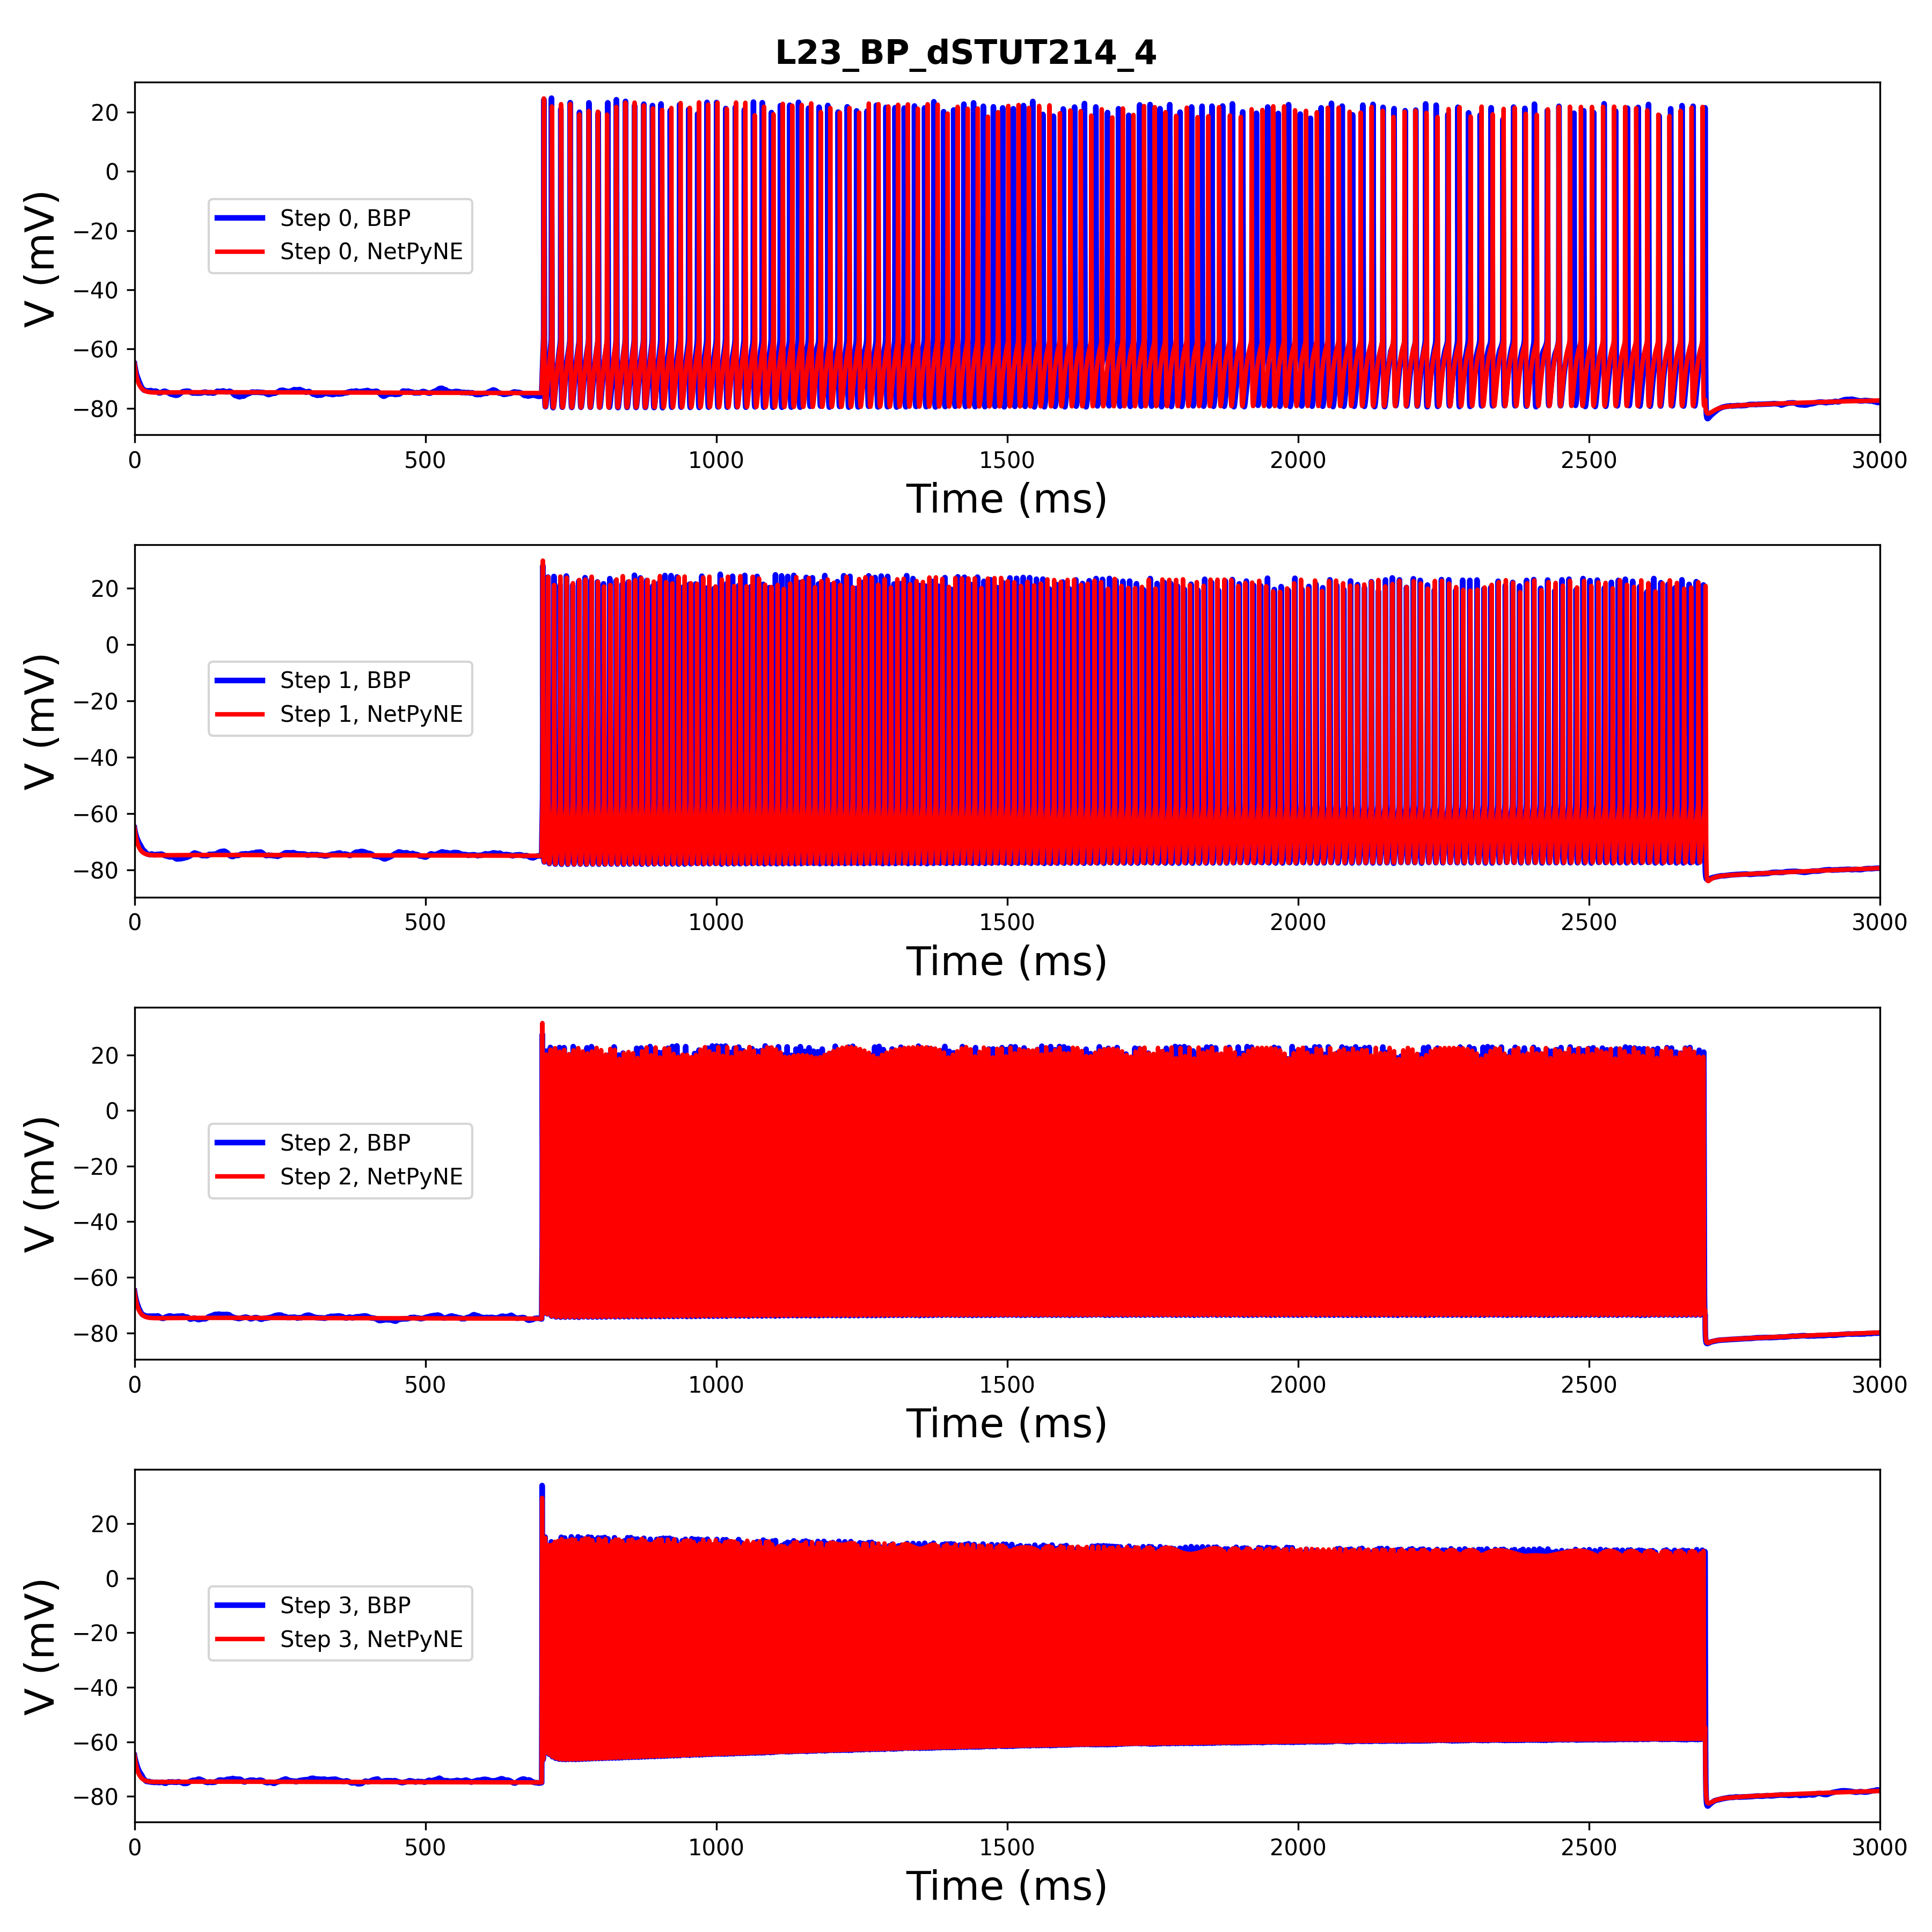 L23_BP_dSTUT214_4
V (mV)
20
0
−20
−40
−60
−80
Step 0, BBP
Step 0, NetPyNE
0 500 1000 1500 2000 2500 3000
Time (ms)
V (mV)
20
0
−20
−40
−60
−80
Step 1, BBP
Step 1, NetPyNE
0 500 1000 1500 2000 2500 3000
Time (ms)
V (mV)
20
0
−20
−40
−60
−80
Step 2, BBP
Step 2, NetPyNE
0 500 1000 1500 2000 2500 3000
Time (ms)
V (mV)
20
0
−20
−40
−60
−80
Step 3, BBP
Step 3, NetPyNE
0 500 1000 1500 2000 2500 3000
Time (ms)